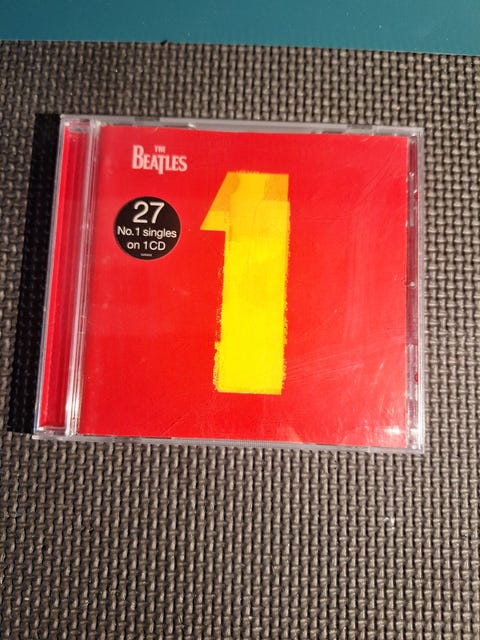 THE
BEATLES
27
No.1 singles
on 1CD
1